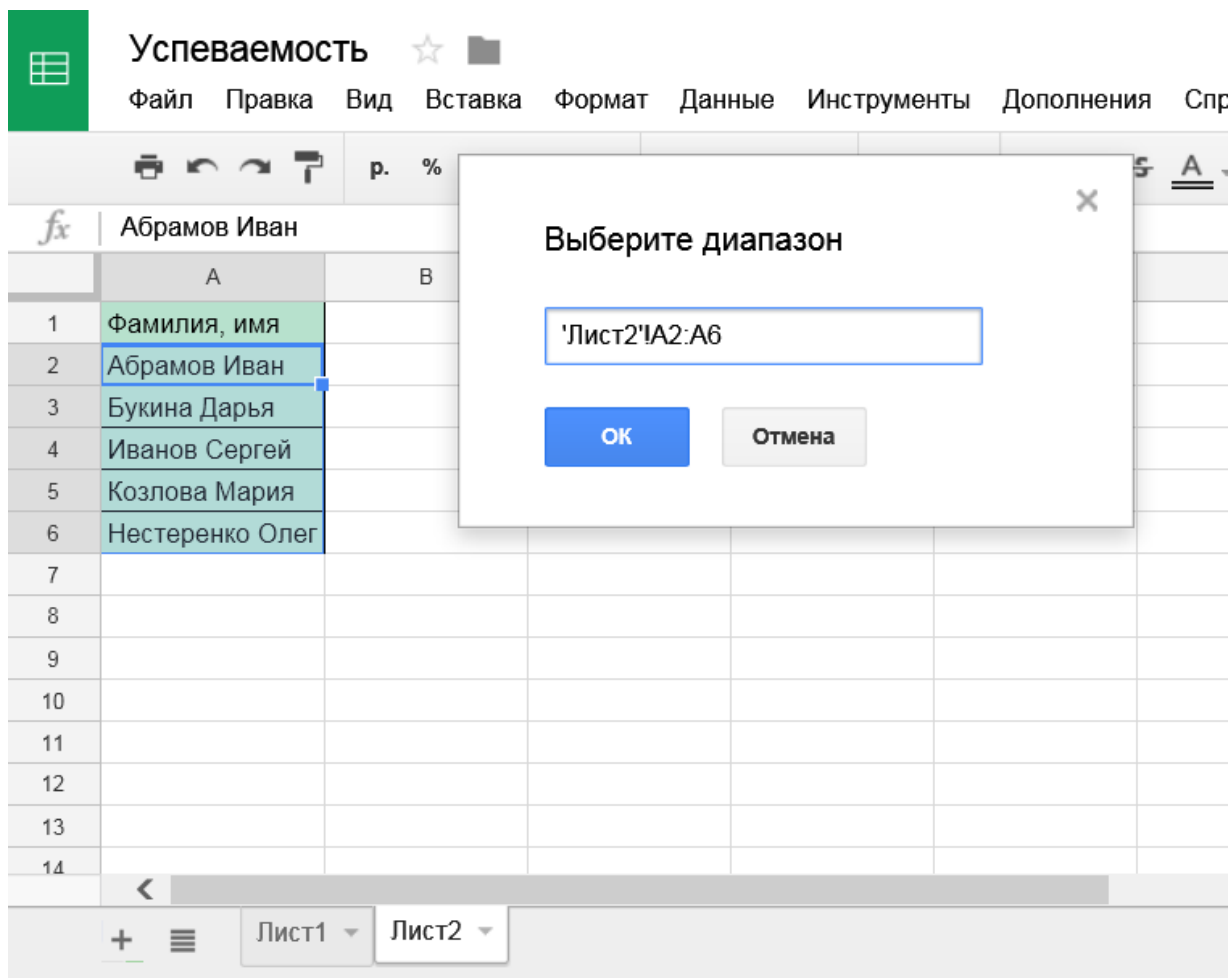 Успеваемость
Файл Правка Вид Вставка Формат Данные Инструменты Дополнения Спр
р. % S A
fx Абрамов Иван
Выберите диапазон
A B
'Лист2'!A2:A6
ОК Отмена
1 Фамилия, имя
2 Абрамов Иван
3 Букина Дарья
4 Иванов Сергей
5 Козлова Мария
6 Нестеренко Олег
7
8
9
10
11
12
13
14
Лист1 Лист2